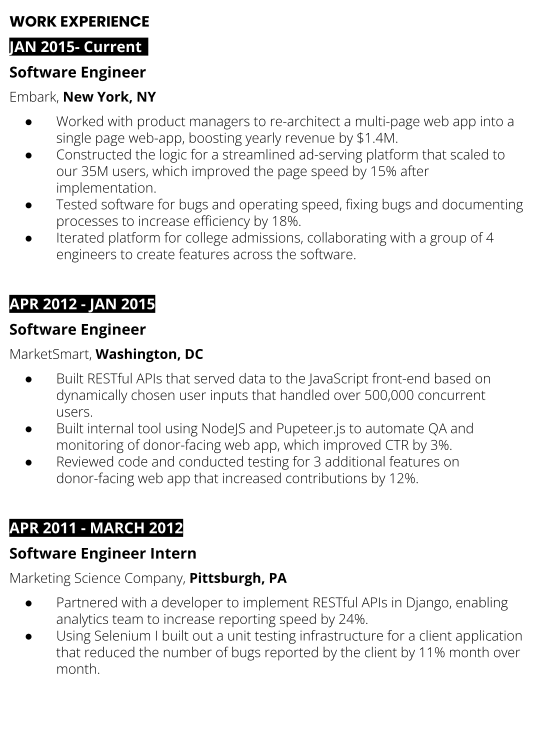 WORK EXPERIENCE
JAN 2015- Current
Software Engineer
Embark, New York, NY
● Worked with product managers to re-architect a multi-page web app into a
single page web-app, boosting yearly revenue by $1.4M.
● Constructed the logic for a streamlined ad-serving platform that scaled to
our 35M users, which improved the page speed by 15% after
implementation.
● Tested software for bugs and operating speed, fixing bugs and documenting
processes to increase efficiency by 18%.
● Iterated platform for college admissions, collaborating with a group of 4
engineers to create features across the software.
APR 2012 - JAN 2015
Software Engineer
MarketSmart, Washington, DC
● Built RESTful APIs that served data to the JavaScript front-end based on
dynamically chosen user inputs that handled over 500,000 concurrent
users.
● Built internal tool using NodeJS and Pupeteer.js to automate QA and
monitoring of donor-facing web app, which improved CTR by 3%.
● Reviewed code and conducted testing for 3 additional features on
donor-facing web app that increased contributions by 12%.
APR 2011 - MARCH 2012
Software Engineer Intern
Marketing Science Company, Pittsburgh, PA
● Partnered with a developer to implement RESTful APIs in Django, enabling
analytics team to increase reporting speed by 24%.
● Using Selenium I built out a unit testing infrastructure for a client application
that reduced the number of bugs reported by the client by 11% month over
month.